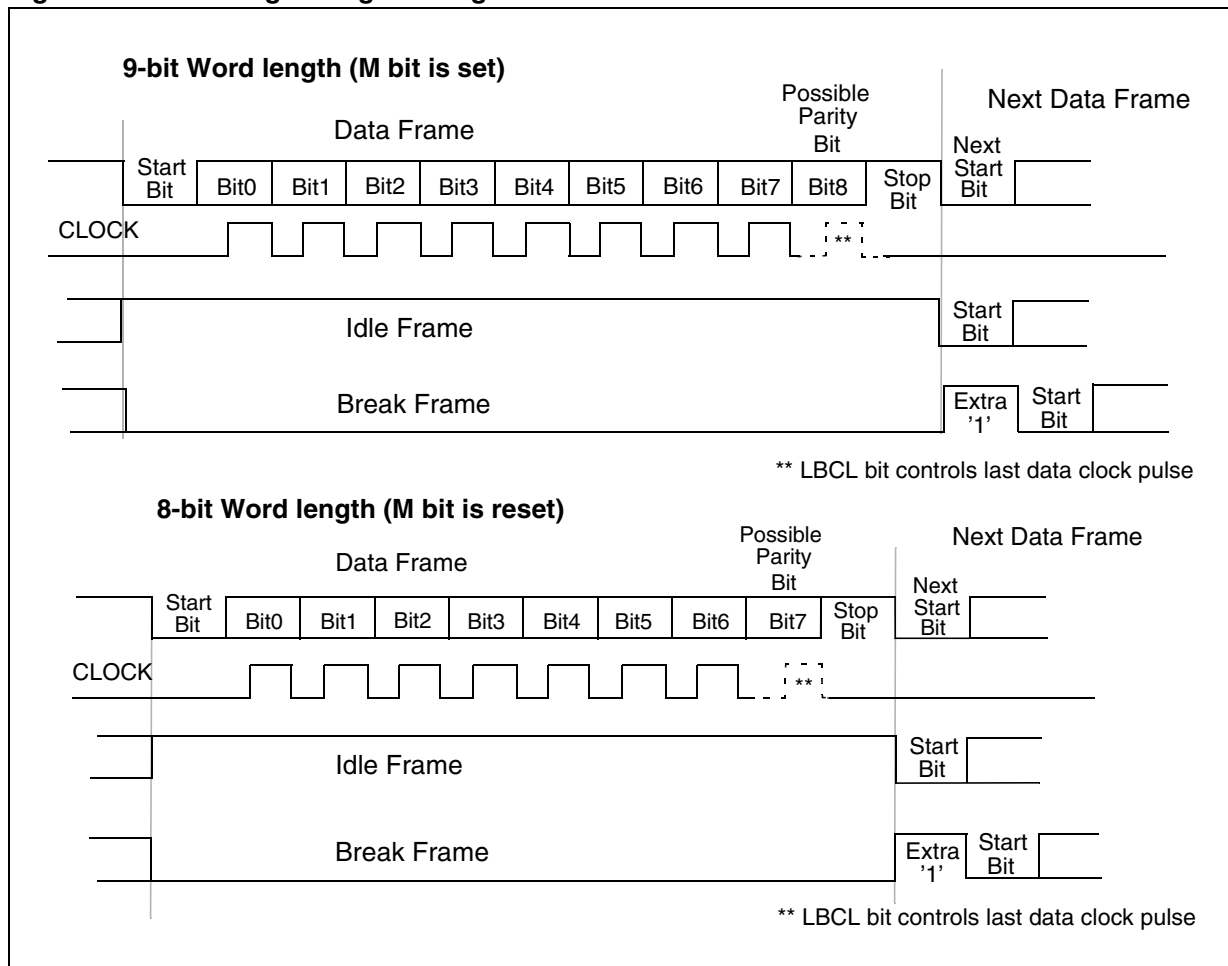 9-bit Word length (M bit is set)
Possible
Parity
Bit
Next Data Frame
Data Frame
Start
Bit
Bit0 Bit1 Bit2 Bit3 Bit4 Bit5 Bit6 Bit7 Bit8
Stop
Bit
Next
Start
Bit
CLOCK
**
Idle Frame
Start
Bit
Break Frame
Extra
'1'
Start
Bit
** LBCL bit controls last data clock pulse
8-bit Word length (M bit is reset)
Possible
Parity
Bit
Next Data Frame
Data Frame
Start
Bit
Bit0 Bit1 Bit2 Bit3 Bit4 Bit5 Bit6 Bit7
Stop
Bit
Next
Start
Bit
CLOCK
**
Idle Frame
Start
Bit
Break Frame
Extra
'1'
Start
Bit
** LBCL bit controls last data clock pulse